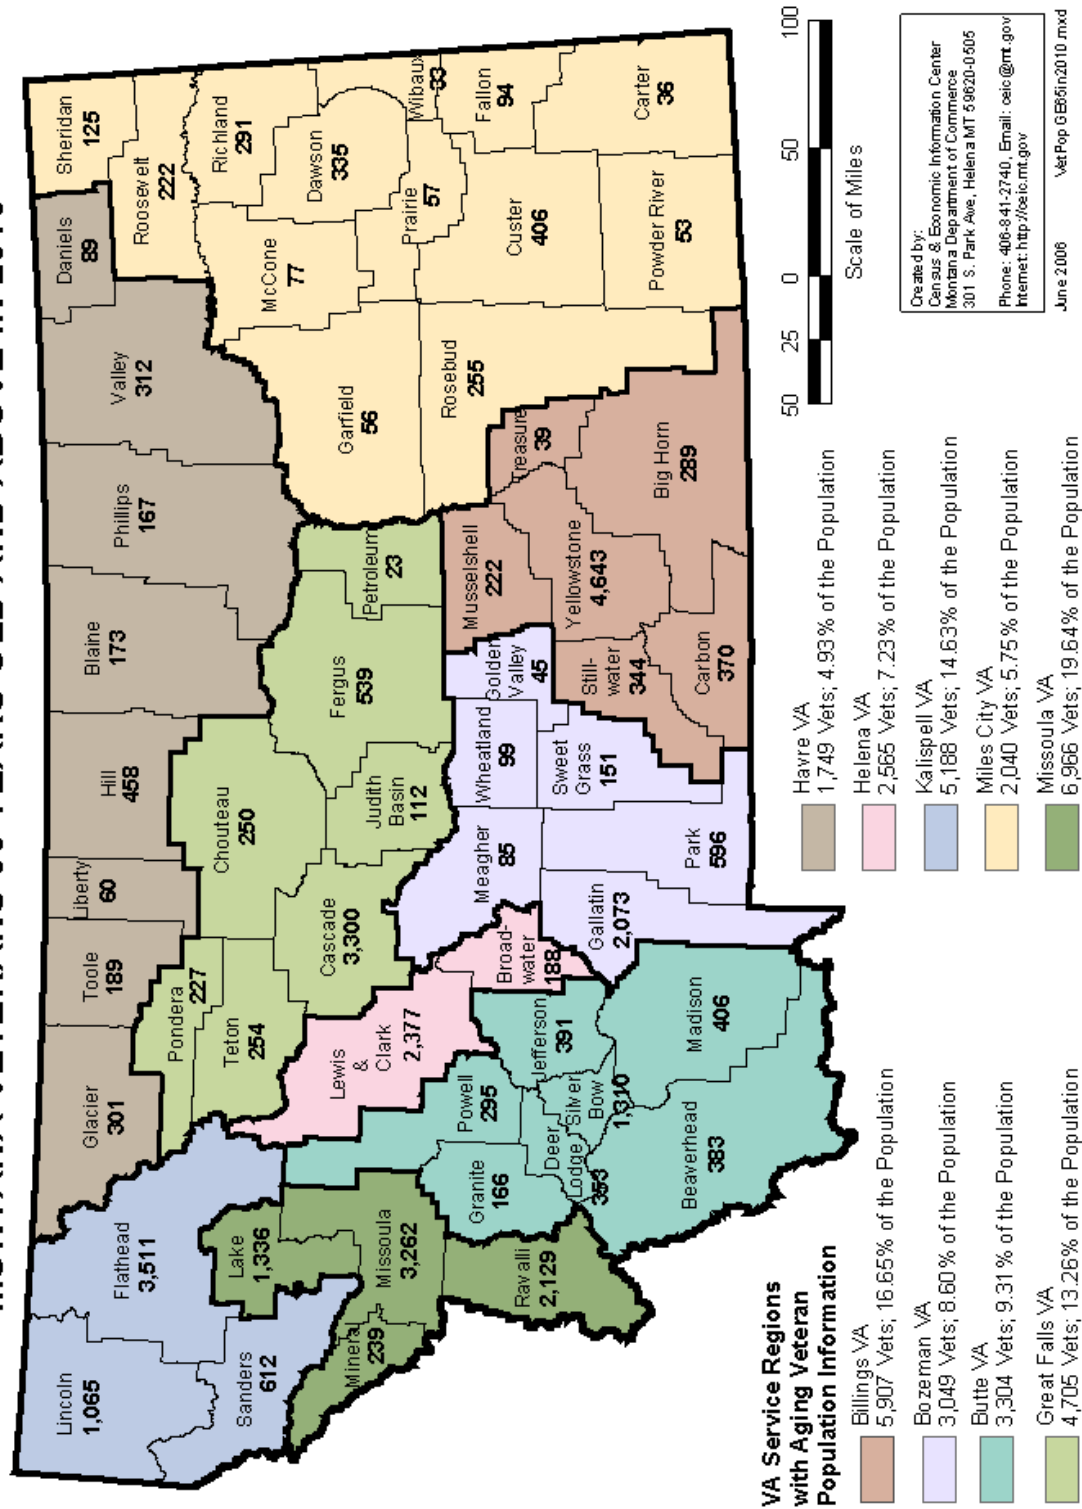 Lincoln
1,065
Flathead
3,511
Sanders
612
Lake
1,336
Mineral
239
Missoula
3,262
Ravalli
2,129
Glacier
301
Toole
189
Liberty
60
Hill
458
Blaine
173
Phillips
167
Valley
312
Daniels
89
Sheridan
125
Roosevelt
222
Richland
291
Dawson
335
Wibaux
33
Fallon
94
Carter
36
McCone
77
Prairie
57
Custer
406
Powder River
53
Garfield
56
Rosebud
255
Pondera
227
Teton
254
Chouteau
250
Cascade
3,300
Judith
Basin
112
Fergus
539
Petroleum
23
Lewis
&
Clark
2,377
Broad-
water
188
Powell
295
Granite
166
Deer
Lodge
353
Silver
Bow
1,310
Jefferson
391
Madison
406
Beaverhead
383
Meagher
85
Wheatland
99
Golden
Valley
45
Sweet
Grass
151
Gallatin
2,073
Park
596
Musselshell
222
Treasure
39
Yellowstone
4,643
Still-
water
344
Carbon
370
Big Horn
289
VA Service Regions
with Aging Veteran
Population Information
Billings VA
5,907 Vets; 16.65% of the Population
Bozeman VA
3,049 Vets; 8.60% of the Population
Butte VA
3,304 Vets; 9.31% of the Population
Great Falls VA
4,705 Vets; 13.26% of the Population
Havre VA
1,749 Vets; 4.93% of the Population
Helena VA
2,565 Vets; 7.23% of the Population
Kalispell VA
5,188 Vets; 14.63% of the Population
Miles City VA
2,040 Vets; 5.75% of the Population
Missoula VA
6,966 Vets; 19.64% of the Population
50 25 0 50 100
Scale of Miles
Created by:
Census & Economic Information Center
Montana Department of Commerce
301 S. Park Ave, Helena MT 59620-0505
Phone: 406-841-2740, Email: ceic@mt.gov
Internet: http://ceic.mt.gov
June 2006 VetPop GE65in2010.mxd